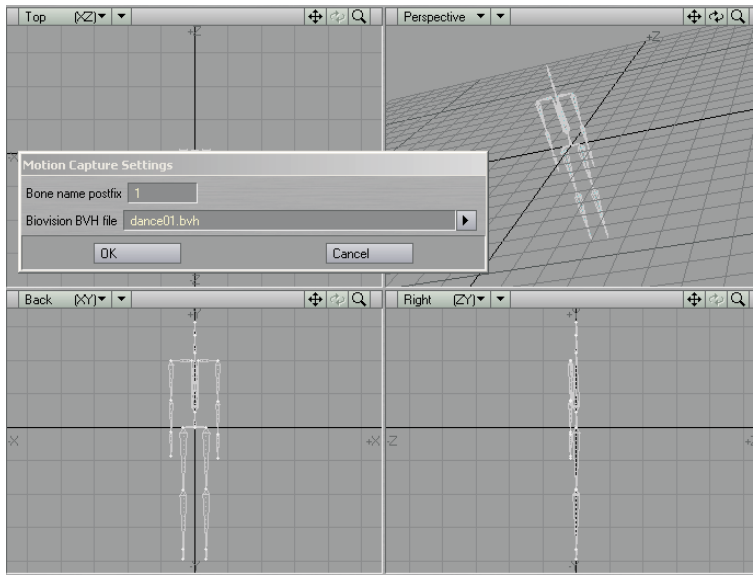 Top (XZ)
Perspective
+Z
+Z
Motion Capture Settings
Bone name postfix 1
Biovision BVH file dance01.bvh
OK Cancel
-Z
Back (XY)
Right (ZY)
+Y
+Y
-X
+X
-Z
-Y
-Y